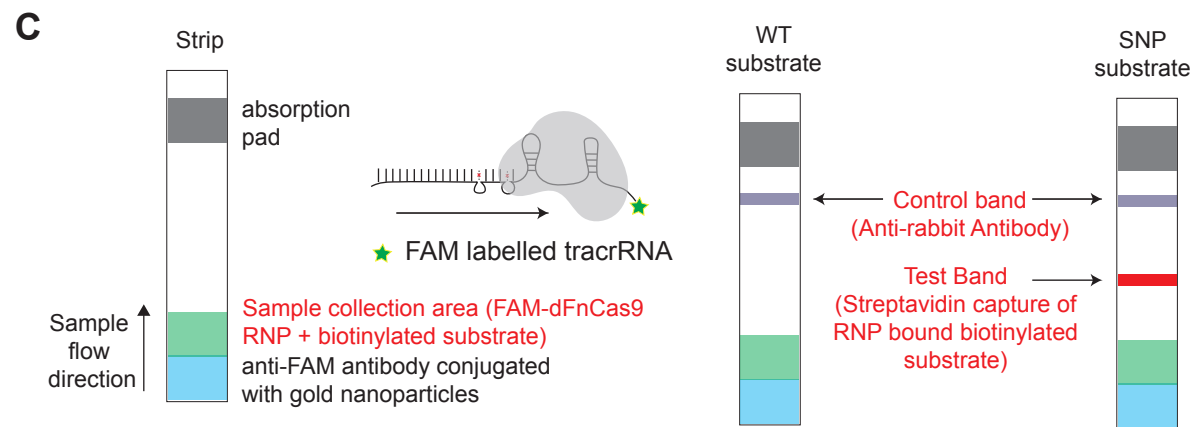 C
Strip
absorption
pad
FAM labelled tracrRNA
Sample
flow
direction
Sample collection area (FAM-dFnCas9
RNP + biotinylated substrate)
anti-FAM antibody conjugated
with gold nanoparticles
WT
substrate
SNP
substrate
Control band
(Anti-rabbit Antibody)
Test Band
(Streptavidin capture of
RNP bound biotinylated
substrate)